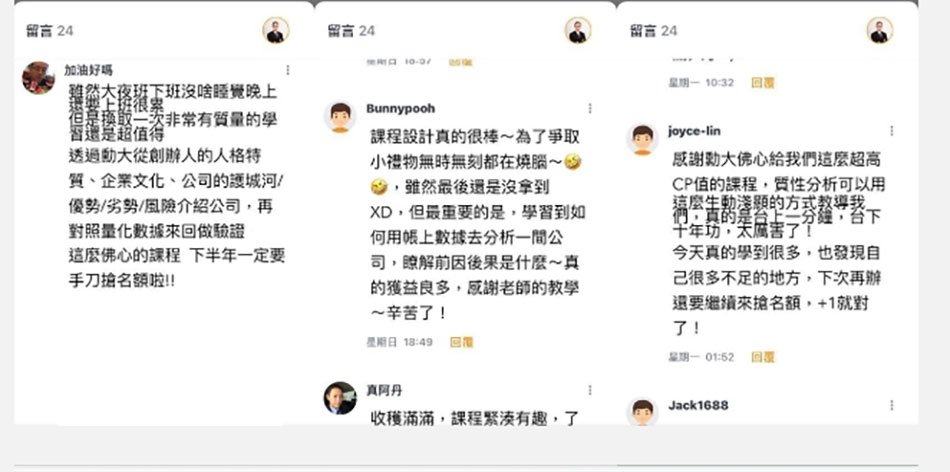 留言 24
加油好嗎
雖然大夜班下班沒啥睡覺晚上
還要上班很累
但是換取一次非常有質量的學
習還是超值得
透過動大從創辦人的人格特
質、企業文化、公司的護城河/
優勢/劣勢/風險介紹公司，再
對照量化數據來回做驗證
這麼佛心的課程 下半年一定要
手刀搶名額啦!!
留言 24
星期日 18:37 回覆
Bunnypooh
課程設計真的很棒～為了爭取
小禮物無時無刻都在燒腦～🤣
🤣，雖然最後還是沒拿到
XD，但最重要的是，學習到如
何用帳上數據去分析一間公
司，瞭解前因後果是什麼～真
的獲益良多，感謝老師的教學
～辛苦了！
星期日 18:49 回覆
真阿丹
收穫滿滿，課程緊湊有趣，了
留言 24
星期一 10:32 回覆
joyce-lin
感謝動大佛心給我們這麼超高
CP值的課程，質性分析可以用
這麼生動淺顯的方式教導我
們，真的是台上一分鐘，台下
十年功，太厲害了！
今天真的學到很多，也發現自
己很多不足的地方，下次再辦
還要繼續來搶名額，+1就對
了！
星期一 01:52 回覆
Jack1688